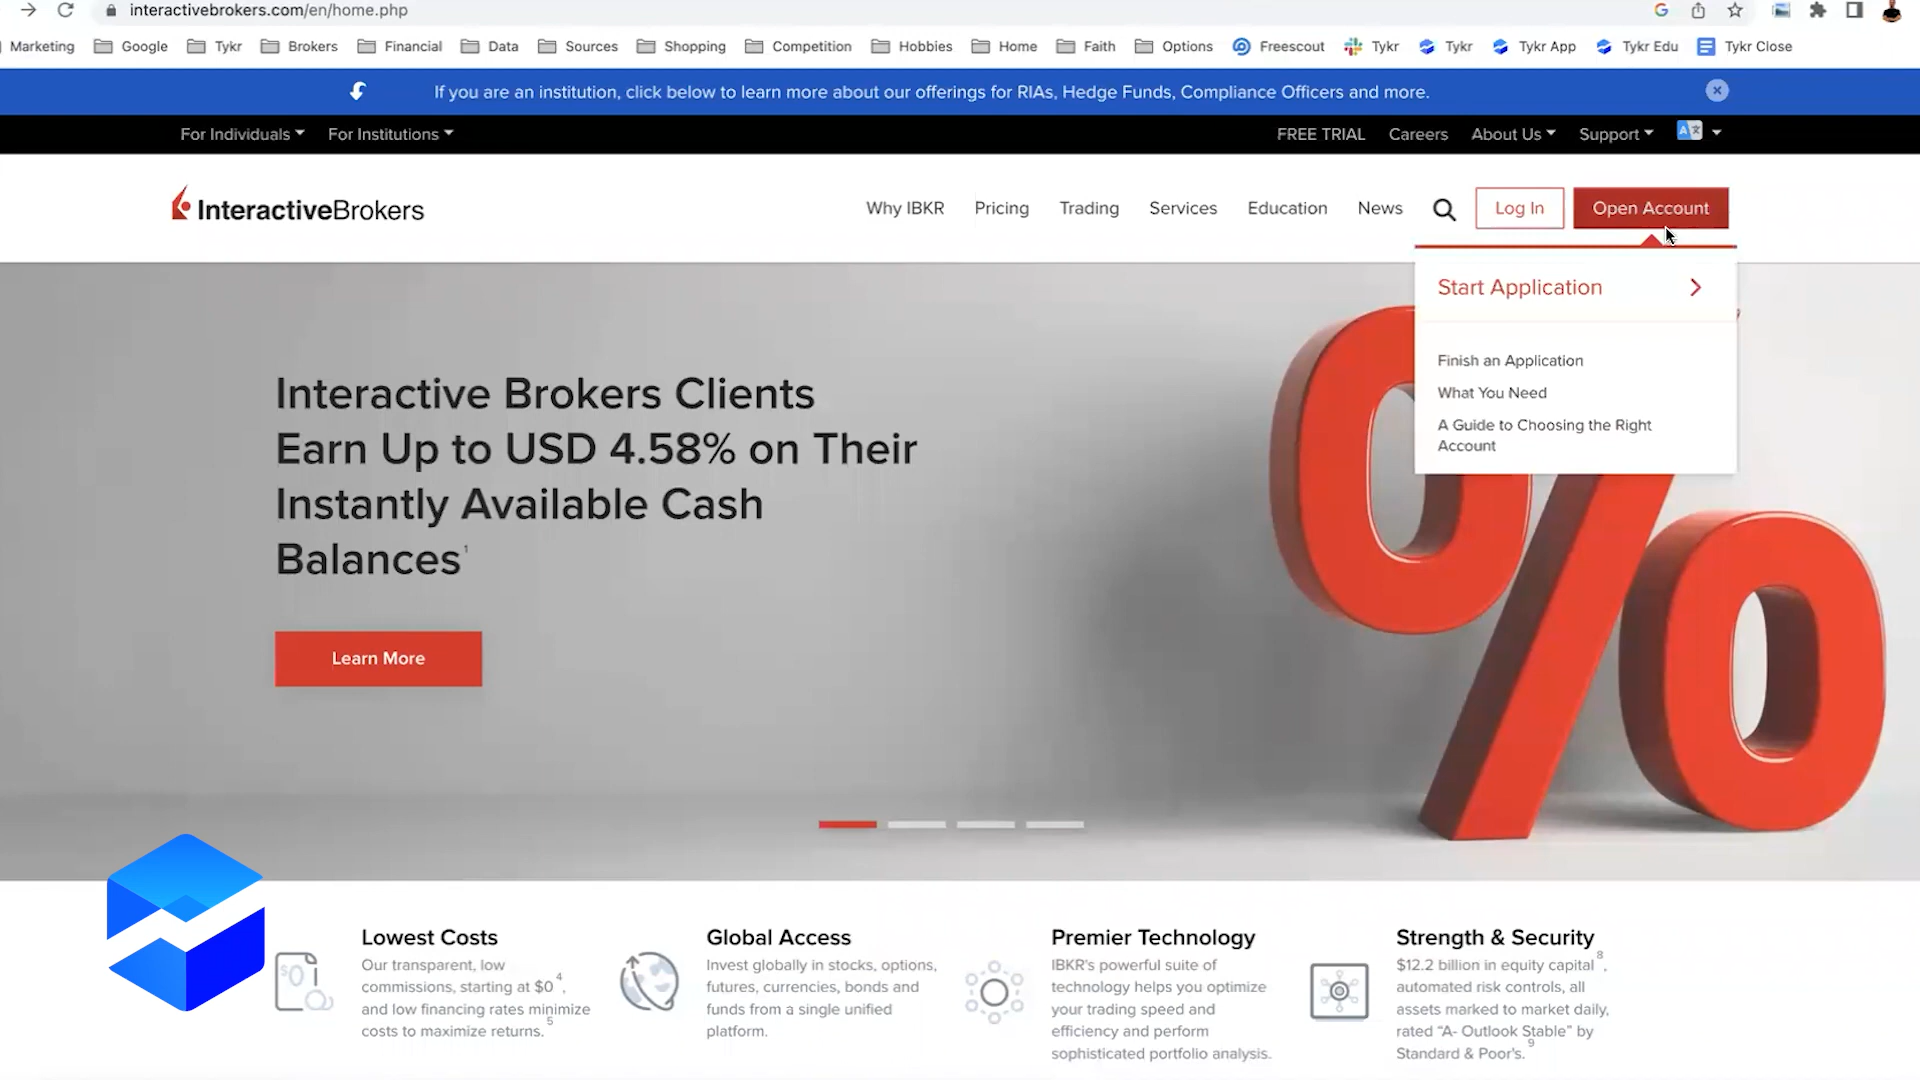 interactivebrokers.com/en/home.php
Marketing Google Tykr Brokers Financial Data Sources Shopping Competition Hobbies Home Faith Options Freescout Tykr Tykr Tykr App Tykr Edu Tykr Close
If you are an institution, click below to learn more about our offerings for RIAs, Hedge Funds, Compliance Officers and more.
For Individuals For Institutions FREE TRIAL Careers About Us Support
InteractiveBrokers Why IBKR Pricing Trading Services Education News Log In Open Account
Start Application
Finish an Application
What You Need
A Guide to Choosing the Right
Account
Interactive Brokers Clients
Earn Up to USD 4.58% on Their
Instantly Available Cash
Balances¹
Learn More
%
Lowest Costs
Our transparent, low
commissions, starting at $0 ⁴,
and low financing rates minimize
costs to maximize returns. ⁵
Global Access
Invest globally in stocks, options,
futures, currencies, bonds and
funds from a single unified
platform.
Premier Technology
IBKR's powerful suite of
technology helps you optimize
your trading speed and
efficiency and perform
sophisticated portfolio analysis.
Strength & Security
$12.2 billion in equity capital ⁸,
automated risk controls, all
assets marked to market daily,
rated “A- Outlook Stable” by
Standard & Poor's. ⁹